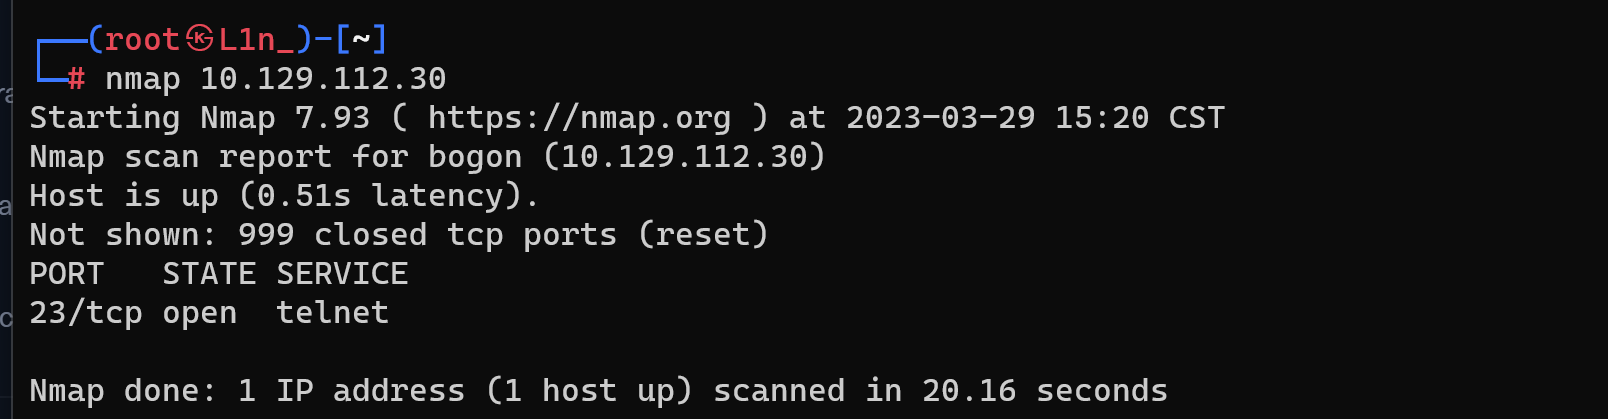 ┌──(root㉿L1n_)-[~]
└─# nmap 10.129.112.30
Starting Nmap 7.93 ( https://nmap.org ) at 2023-03-29 15:20 CST
Nmap scan report for bogon (10.129.112.30)
Host is up (0.51s latency).
Not shown: 999 closed tcp ports (reset)
PORT   STATE SERVICE
23/tcp open  telnet
Nmap done: 1 IP address (1 host up) scanned in 20.16 seconds